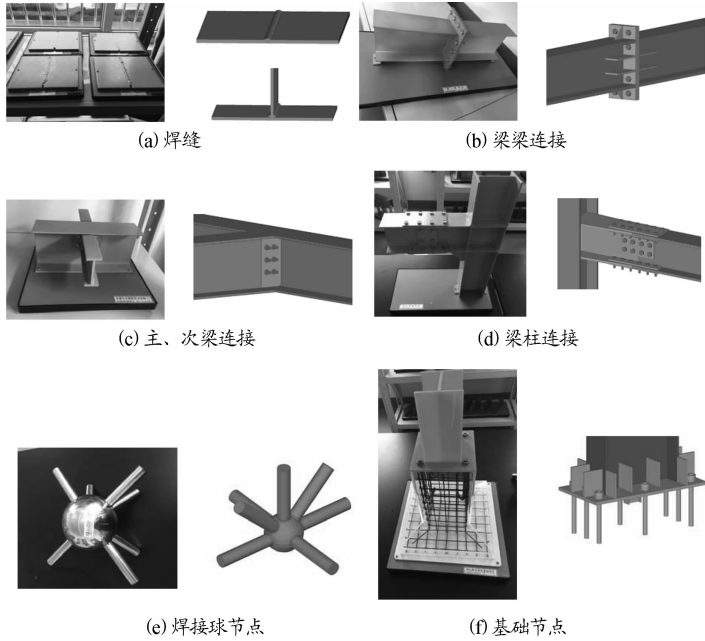 (a) 焊缝
(b) 梁梁连接
(c) 主、次梁连接
(d) 梁柱连接
(e) 焊接球节点
(f) 基础节点